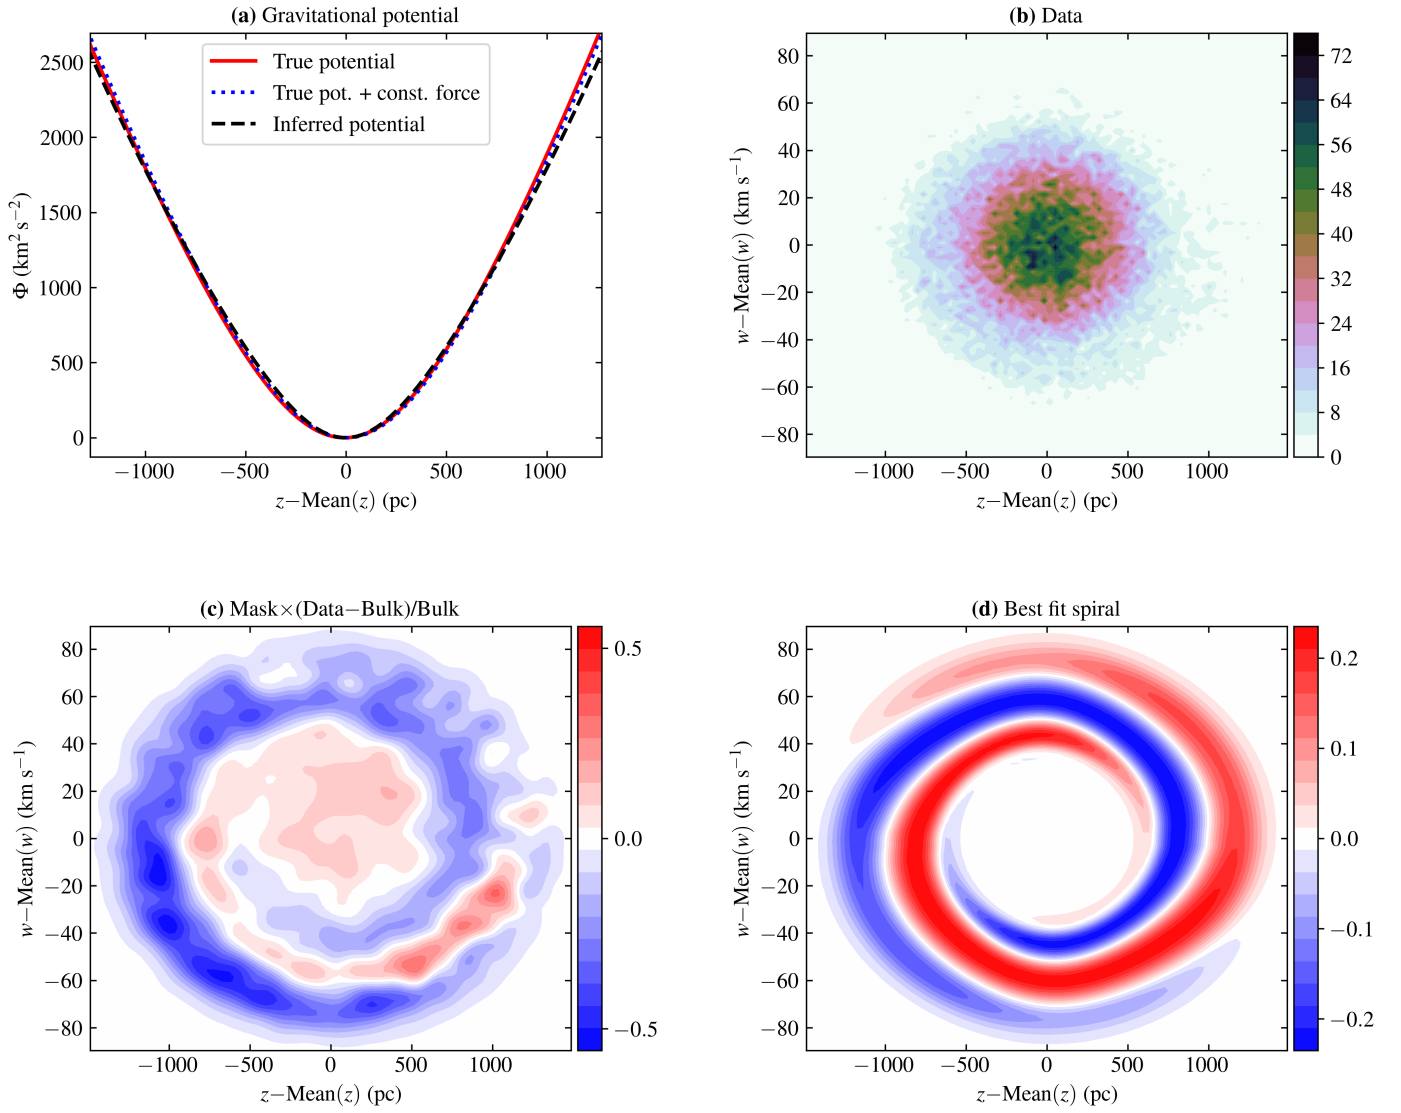 (a) Gravitational potential
True potential
True pot. + const. force
Inferred potential
2500
2000
1500
1000
500
0
Φ (km² s⁻²)
−1000 −500 0 500 1000
z−Mean(z) (pc)
(b) Data
80
60
40
20
0
−20
−40
−60
−80
w−Mean(w) (km s⁻¹)
−1000 −500 0 500 1000
z−Mean(z) (pc)
72
64
56
48
40
32
24
16
8
0
(c) Mask×(Data−Bulk)/Bulk
80
60
40
20
0
−20
−40
−60
−80
w−Mean(w) (km s⁻¹)
−1000 −500 0 500 1000
z−Mean(z) (pc)
0.5
0.0
−0.5
(d) Best fit spiral
80
60
40
20
0
−20
−40
−60
−80
w−Mean(w) (km s⁻¹)
−1000 −500 0 500 1000
z−Mean(z) (pc)
0.2
0.1
0.0
−0.1
−0.2